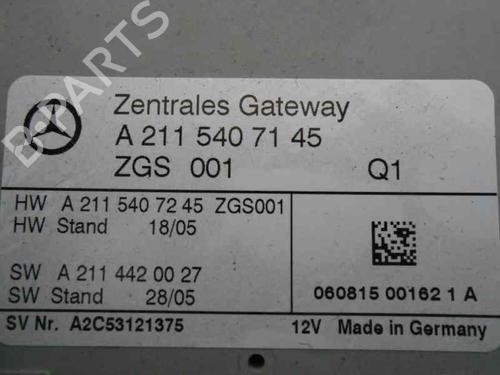 Zentrales Gateway
A 211 540 71 45
ZGS 001 Q1
HW A 211 540 72 45 ZGS001
HW Stand 18/05
SW A 211 442 00 27
SW Stand 28/05
060815 00162 1 A
SV Nr. A2C53121375 12V Made in Germany
B-Parts